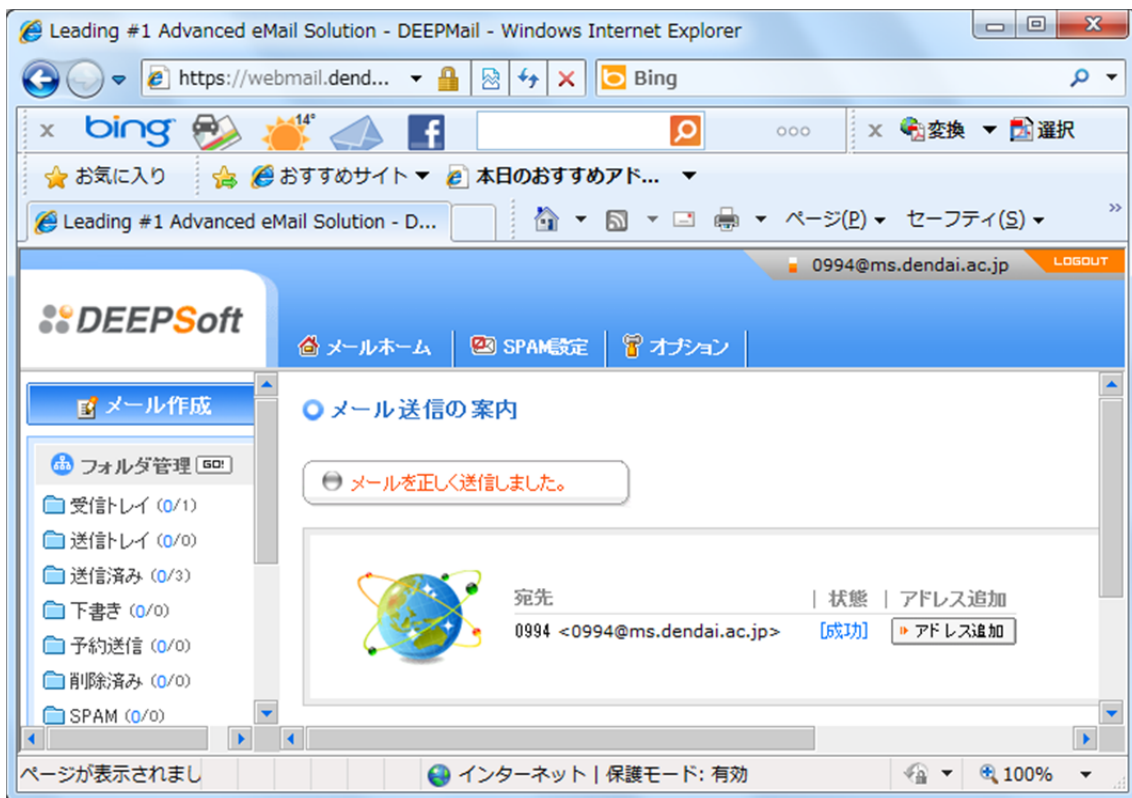 Leading #1 Advanced eMail Solution - DEEPMail - Windows Internet Explorer
https://webmail.dend...
Bing
bing 14° 変換 選択
お気に入り おすすめサイト 本日のおすすめアド...
Leading #1 Advanced eMail Solution - D... ページ(P) セーフティ(S) »
0994@ms.dendai.ac.jp LOGOUT
DEEPSoft
メールホーム SPAM設定 オプション
メール作成
フォルダ管理 GO!
受信トレイ (0/1)
送信トレイ (0/0)
送信済み (0/3)
下書き (0/0)
予約送信 (0/0)
削除済み (0/0)
SPAM (0/0)
メール送信の案内
メールを正しく送信しました。
宛先 | 状態 | アドレス追加
0994 <0994@ms.dendai.ac.jp> [成功] アドレス追加
ページが表示されまし インターネット | 保護モード: 有効 100%